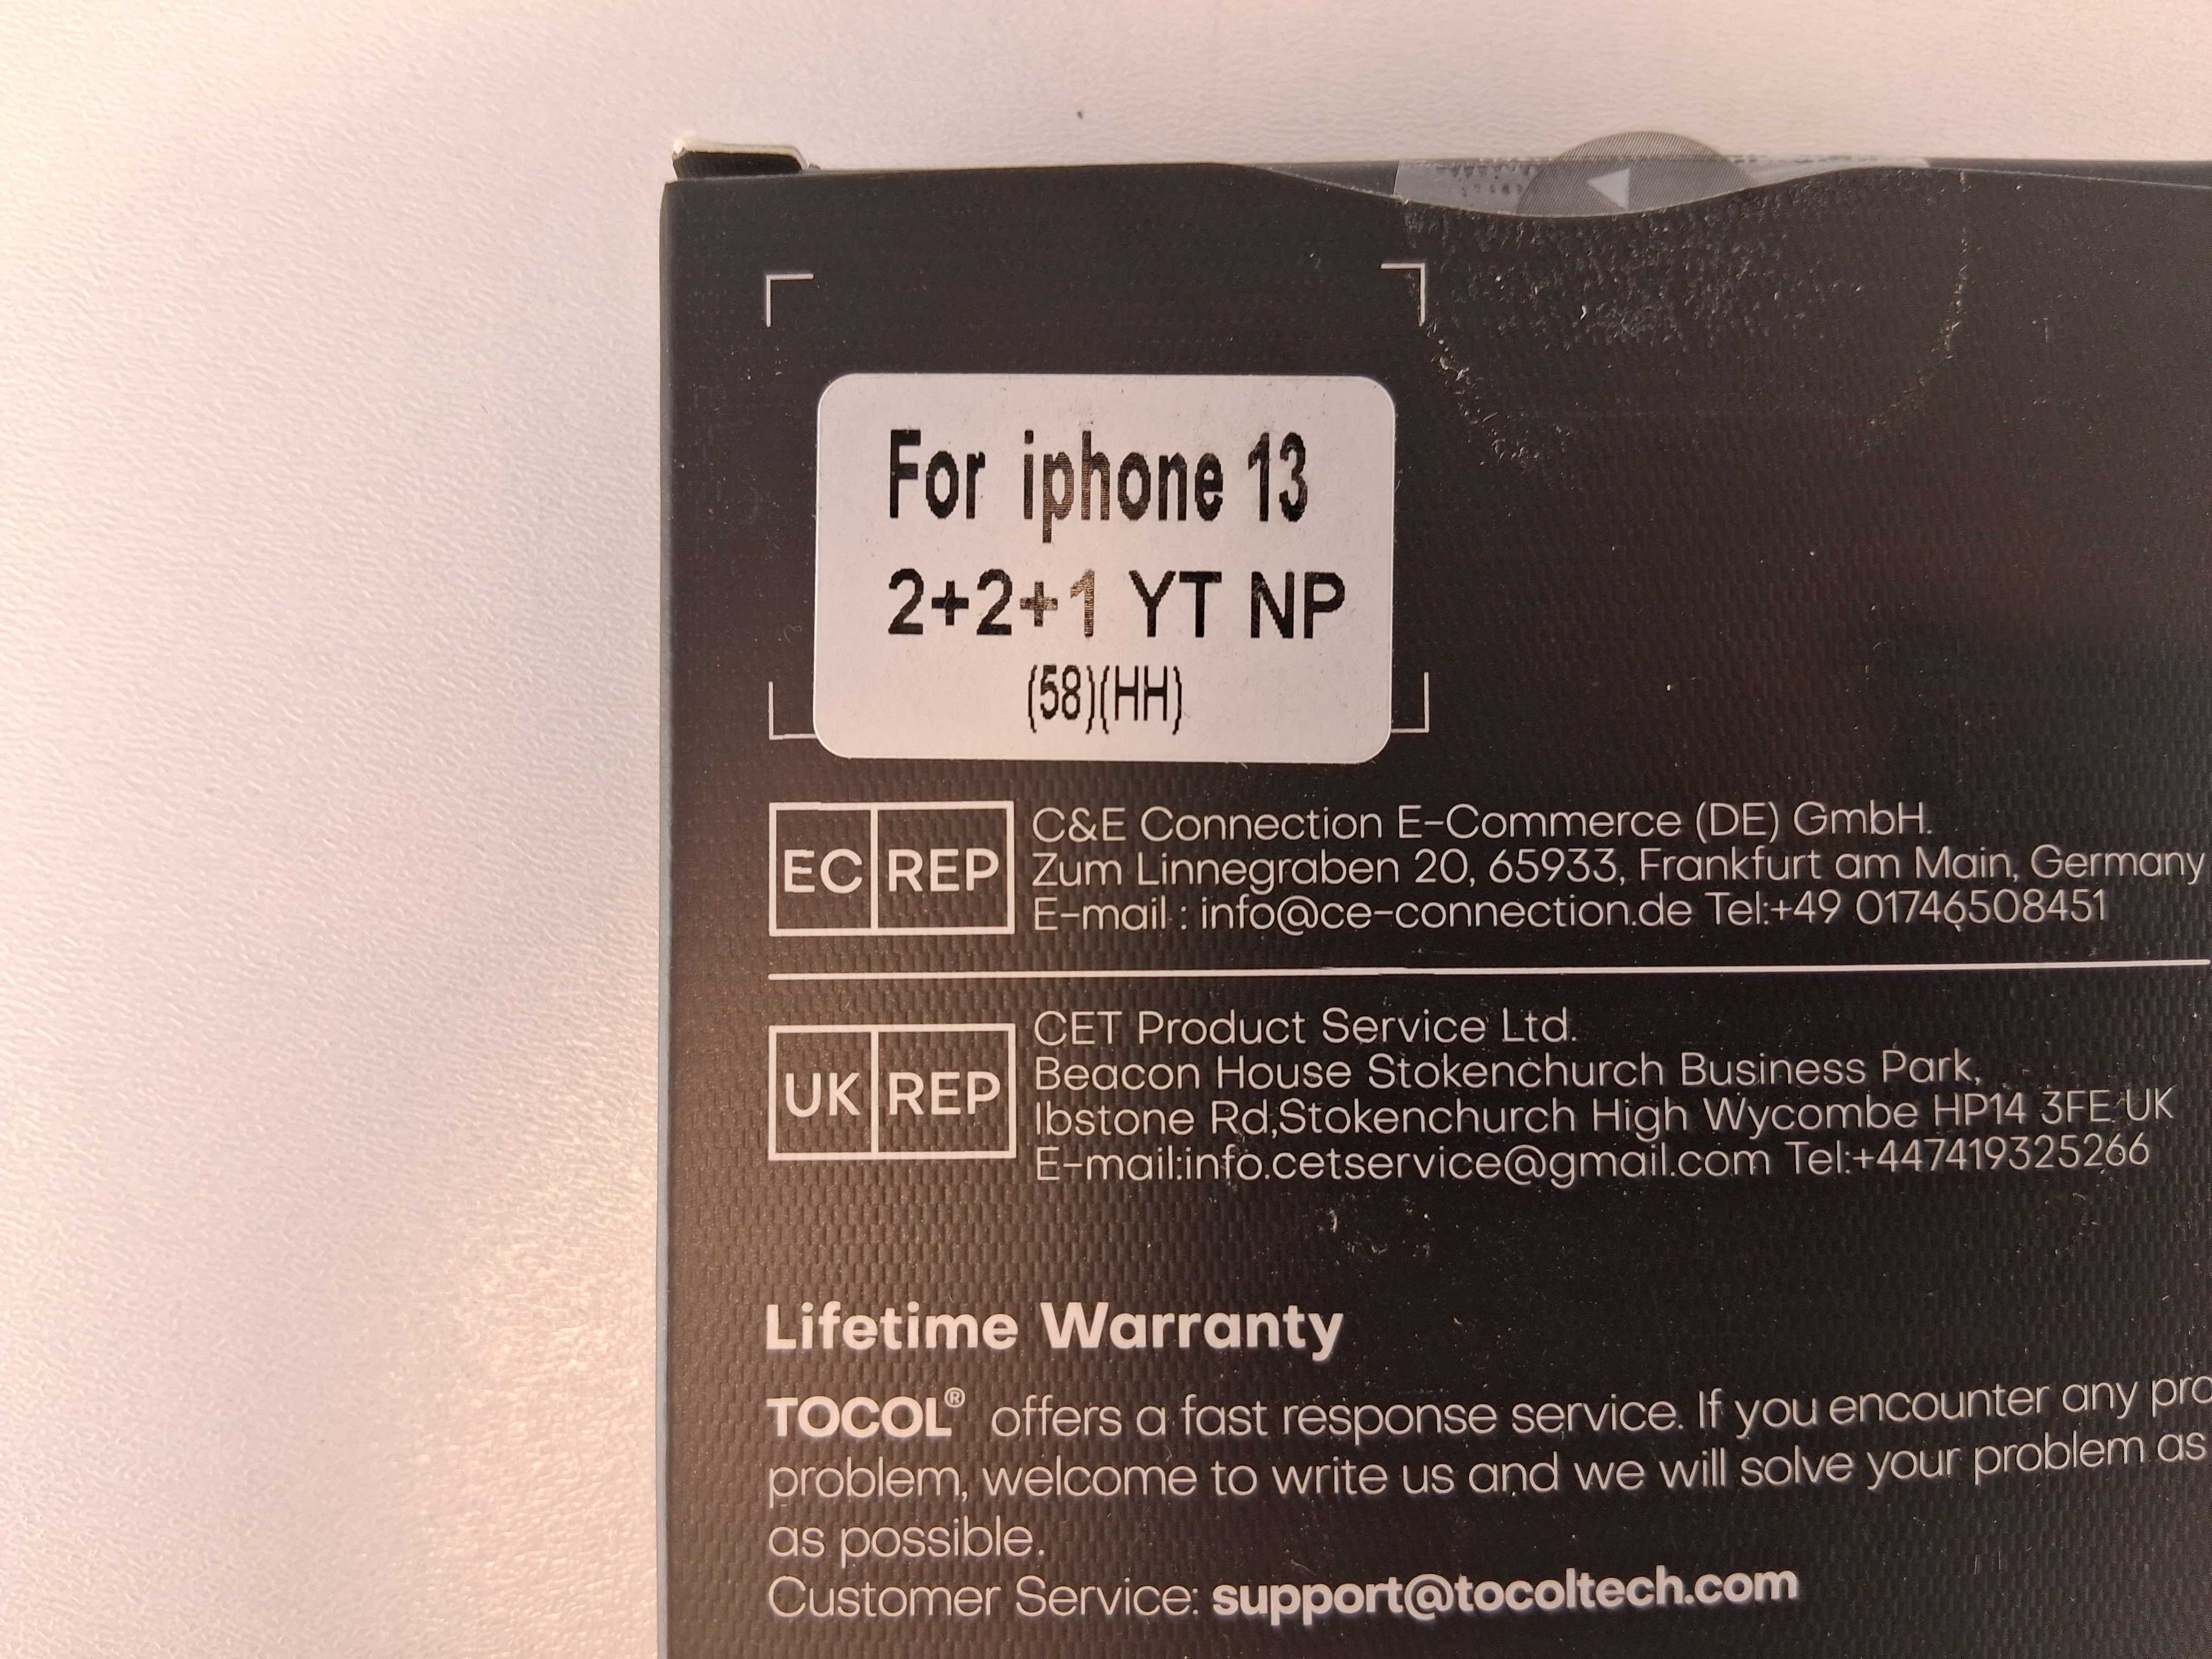 For iphone 13
2+2+1 YT NP
(58)(HH)
EC REP
C&E Connection E-Commerce (DE) GmbH.
Zum Linnegraben 20, 65933, Frankfurt am Main, Germany
E-mail : info@ce-connection.de Tel:+49 01746508451
UK REP
CET Product Service Ltd.
Beacon House Stokenchurch Business Park,
Ibstone Rd,Stokenchurch High Wycombe HP14 3FE UK
E-mail:info.cetservice@gmail.com Tel:+447419325266
Lifetime Warranty
TOCOL® offers a fast response service. If you encounter any
problem, welcome to write us and we will solve your problem as
as possible.
Customer Service: support@tocoltech.com